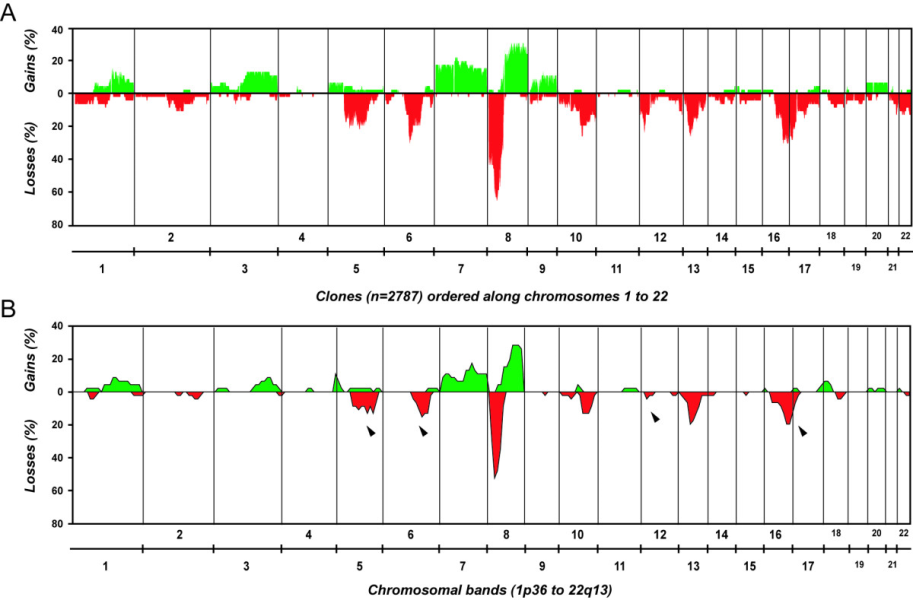 A
Gains (%)
Losses (%)
40
20
0
20
40
60
80
2 4 6 8 10 12 14 16 18 20 22
1 3 5 7 9 11 13 15 17 19 21
Clones (n=2787) ordered along chromosomes 1 to 22
B
Gains (%)
Losses (%)
40
20
0
20
40
60
80
2 4 6 8 10 12 14 16 18 20 22
1 3 5 7 9 11 13 15 17 19 21
Chromosomal bands (1p36 to 22q13)